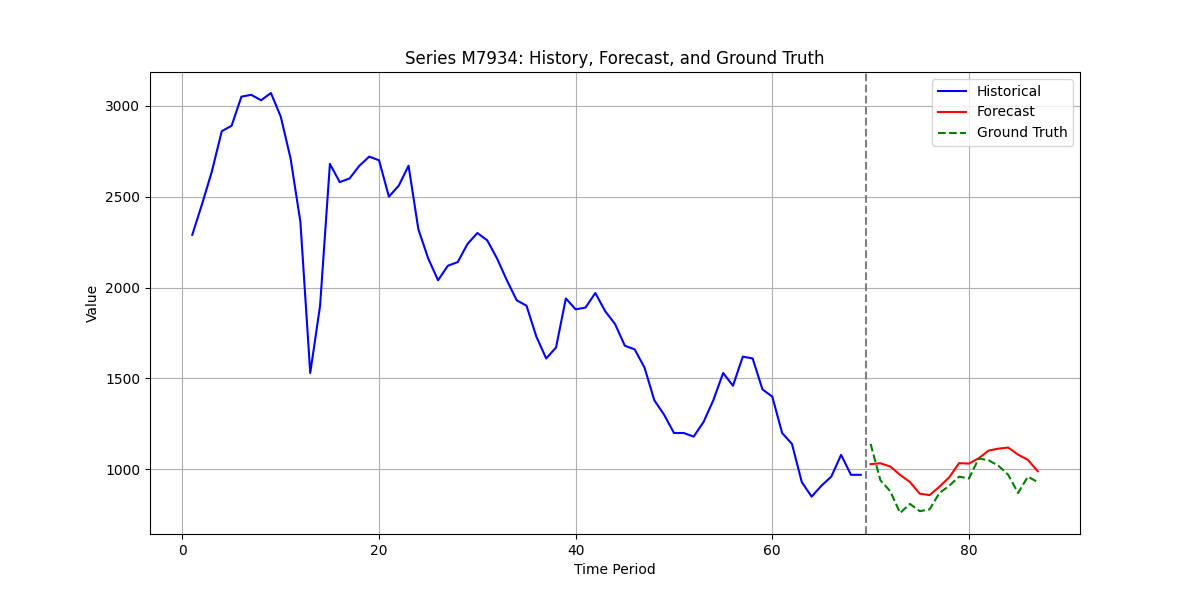 Series M7934: History, Forecast, and Ground Truth
Historical
Forecast
Ground Truth
3000
2500
2000
1500
1000
Value
0 20 40 60 80
Time Period